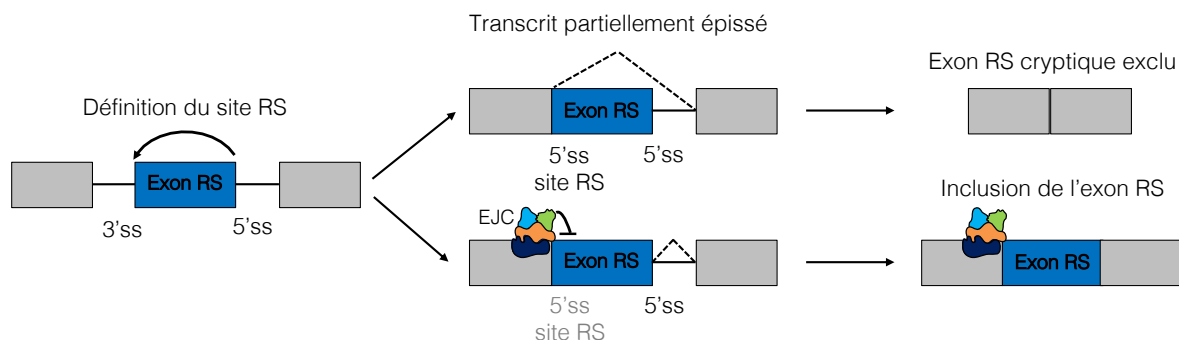 Transcrit partiellement épissé
Exon RS cryptique exclu
Définition du site RS
Exon RS
3'ss
5'ss
Exon RS
5'ss
site RS
5'ss
EJC
Exon RS
5'ss
site RS
5'ss
Inclusion de l'exon RS
Exon RS